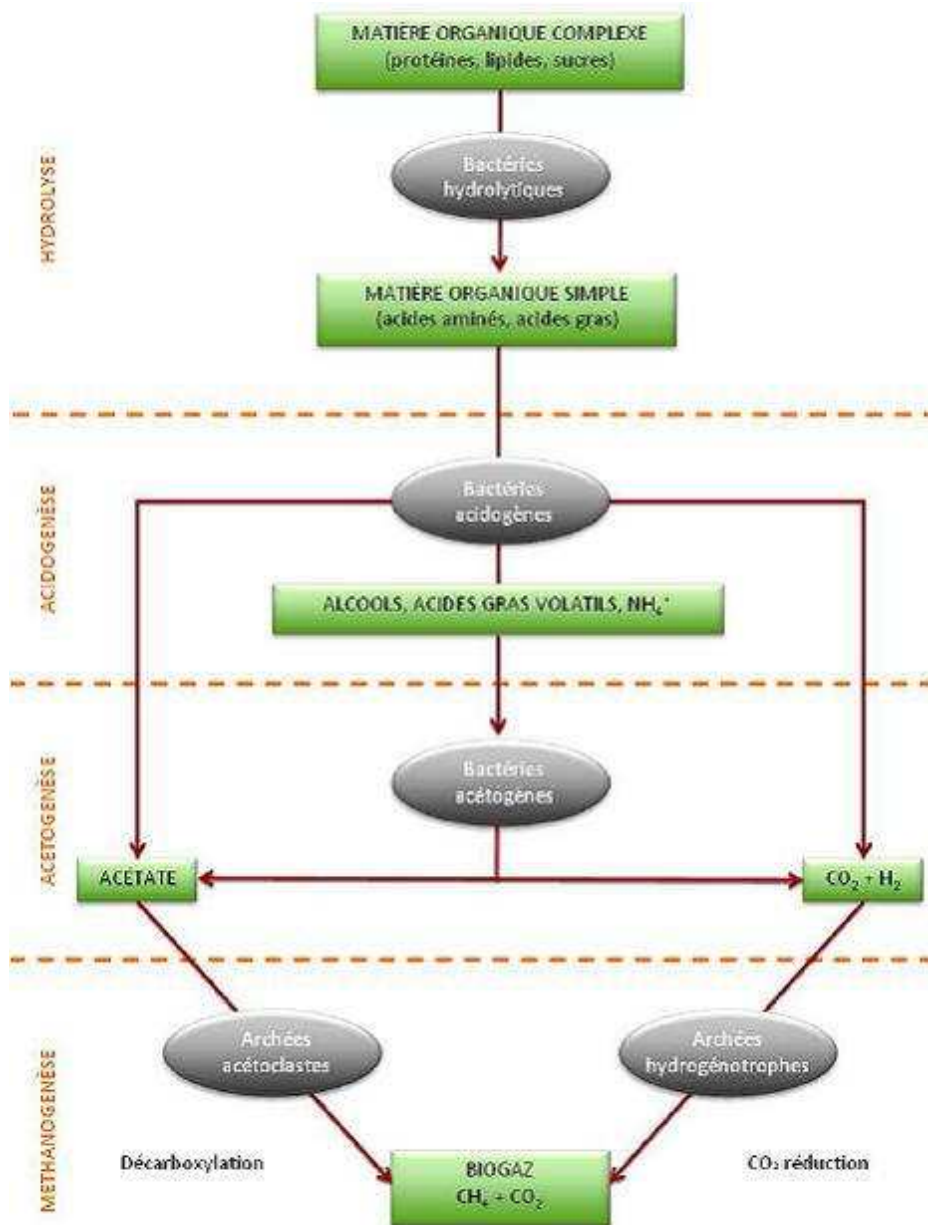 MATIÈRE ORGANIQUE COMPLEXE
(protéines, lipides, sucres)
HYDROLYSE
Bactéries
hydrolytiques
MATIÈRE ORGANIQUE SIMPLE
(acides aminés, acides gras)
ACIDOGENÈSE
Bactéries
acidogènes
ALCOOLS, ACIDES GRAS VOLATILS, NH₄⁺
ACETOGENÈSE
Bactéries
acétogènes
ACÉTATE
CO₂ + H₂
METHANOGENÈSE
Archées
acétoclastes
Archées
hydrogénotrophes
Décarboxylation
CO₂ réduction
BIOGAZ
CH₄ + CO₂